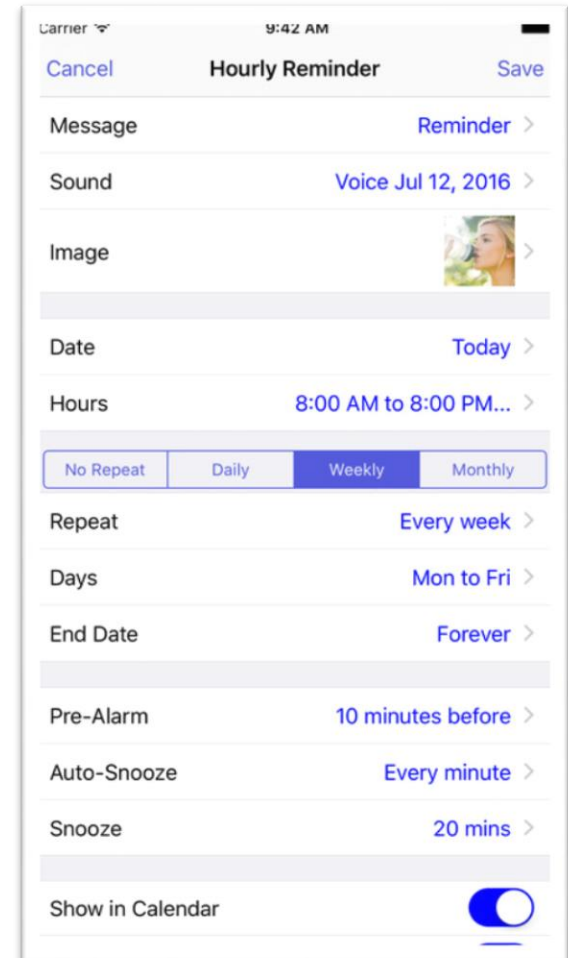 Carrier 9:42 AM
Cancel Hourly Reminder Save
Message Reminder
Sound Voice Jul 12, 2016
Image
Date Today
Hours 8:00 AM to 8:00 PM...
No Repeat Daily Weekly Monthly
Repeat Every week
Days Mon to Fri
End Date Forever
Pre-Alarm 10 minutes before
Auto-Snooze Every minute
Snooze 20 mins
Show in Calendar